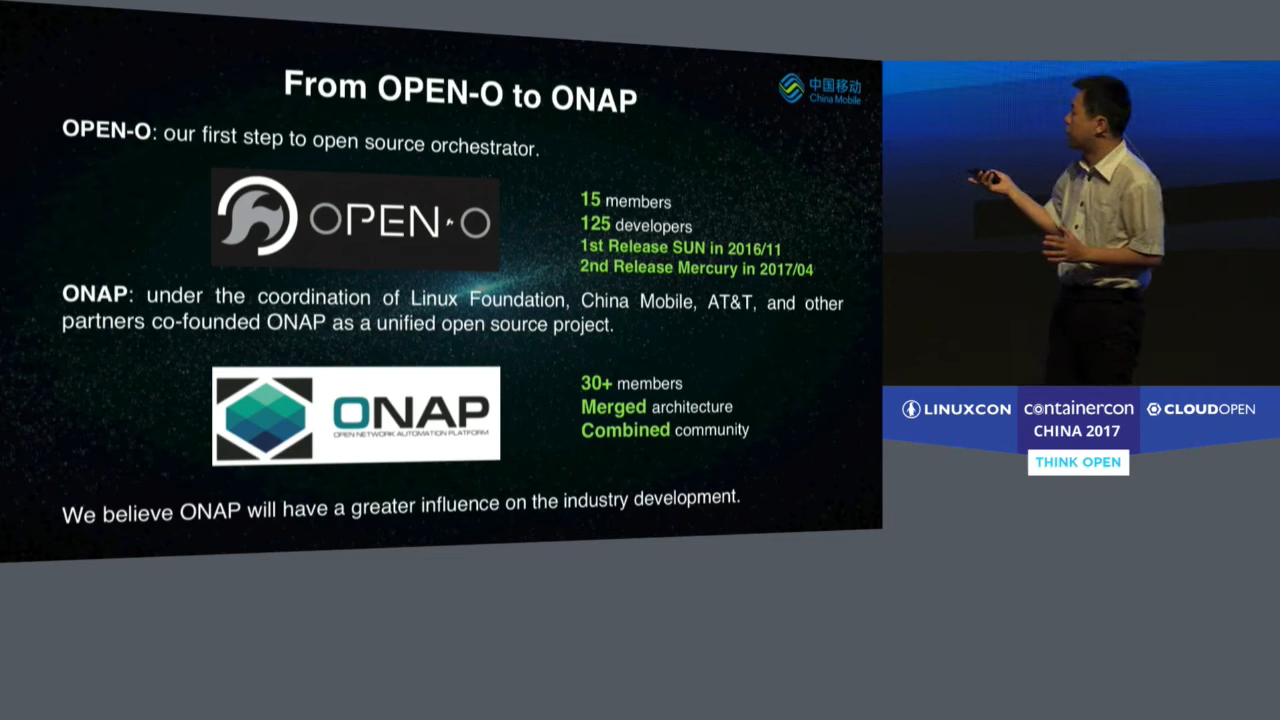 From OPEN-O to ONAP
中国移动
China Mobile
OPEN-O: our first step to open source orchestrator.
OPEN-O
15 members
125 developers
1st Release SUN in 2016/11
2nd Release Mercury in 2017/04
ONAP: under the coordination of Linux Foundation, China Mobile, AT&T, and other
partners co-founded ONAP as a unified open source project.
ONAP
OPEN NETWORK AUTOMATION PLATFORM
30+ members
Merged architecture
Combined community
We believe ONAP will have a greater influence on the industry development.
LINUXCON
containercon
CLOUDOPEN
CHINA 2017
THINK OPEN